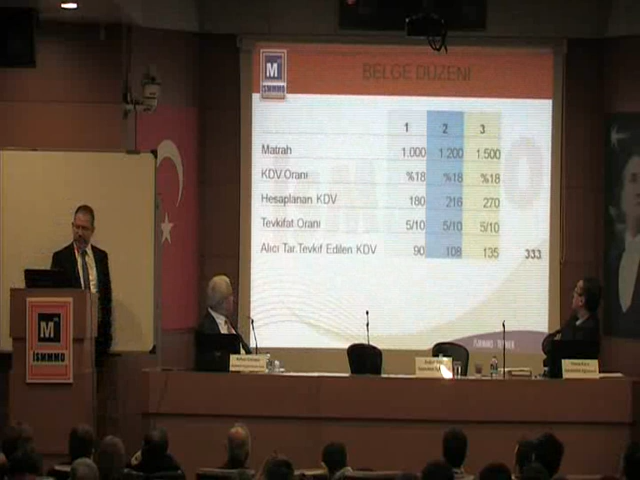 M
İSMMMO
BELGE DÜZENİ
1 2 3
Matrah 1.000 1.200 1.500
KDV Oranı %18 %18 %18
Hesaplanan KDV 180 216 270
Tevkifat Oranı 5/10 5/10 5/10
Alıcı Tar.Tevkif Edilen KDV 90 108 135 333
M
İSMMMO